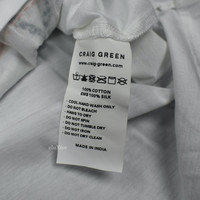 CRAIG GREEN
www.craig-green.com
100% COTTON
EMB 100% SILK
- COOL HAND WASH ONLY
- DO NOT BLEACH
- HANG TO DRY
- DO NOT SPIN
- DO NOT TUMBLE DRY
- DO NOT IRON
- DO NOT DRY CLEAN
MADE IN INDIA